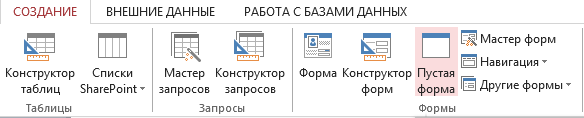 СОЗДАНИЕ ВНЕШНИЕ ДАННЫЕ РАБОТА С БАЗАМИ ДАННЫХ
Конструктор таблиц
Списки SharePoint
Таблицы
Мастер запросов
Конструктор запросов
Запросы
Форма
Конструктор форм
Пустая форма
Мастер форм
Навигация
Другие формы
Формы